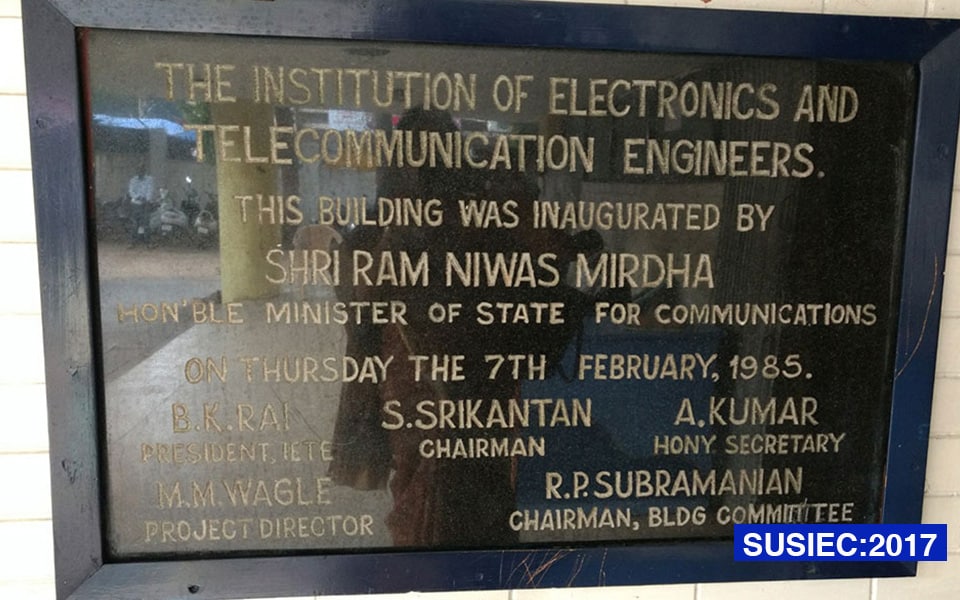 THE INSTITUTION OF ELECTRONICS AND
TELECOMMUNICATION ENGINEERS.
THIS BUILDING WAS INAUGURATED BY
SHRI RAM NIWAS MIRDHA
HON'BLE MINISTER OF STATE FOR COMMUNICATIONS
ON THURSDAY THE 7TH FEBRUARY, 1985.
B.K.RAI S.SRIKANTAN A.KUMAR
PRESIDENT, IETE CHAIRMAN HONY SECRETARY
M.M.WAGLE R.P.SUBRAMANIAN
PROJECT DIRECTOR CHAIRMAN, BLDG COMMITTEE
SUSIEC:2017